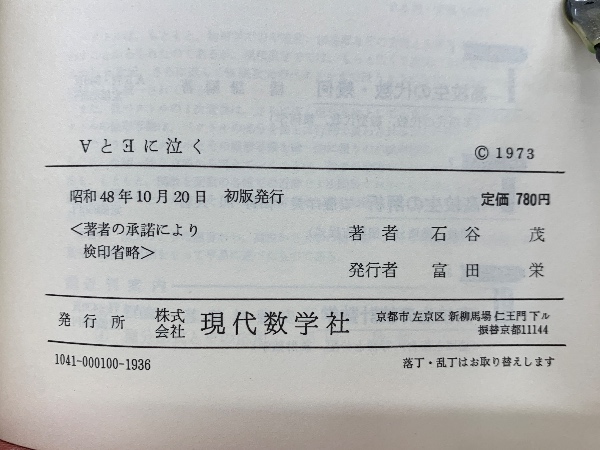 ∀と∃に泣く
© 1973
昭和48年10月20日 初版発行
定価 780円
<著者の承諾により
検印省略>
著者 石谷 茂
発行者 富田 栄
発行所 株式会社 現代数学社
京都市左京区新柳馬場仁王門下ル
振替京都11144
1041-000100-1936
落丁・乱丁はお取り替えします